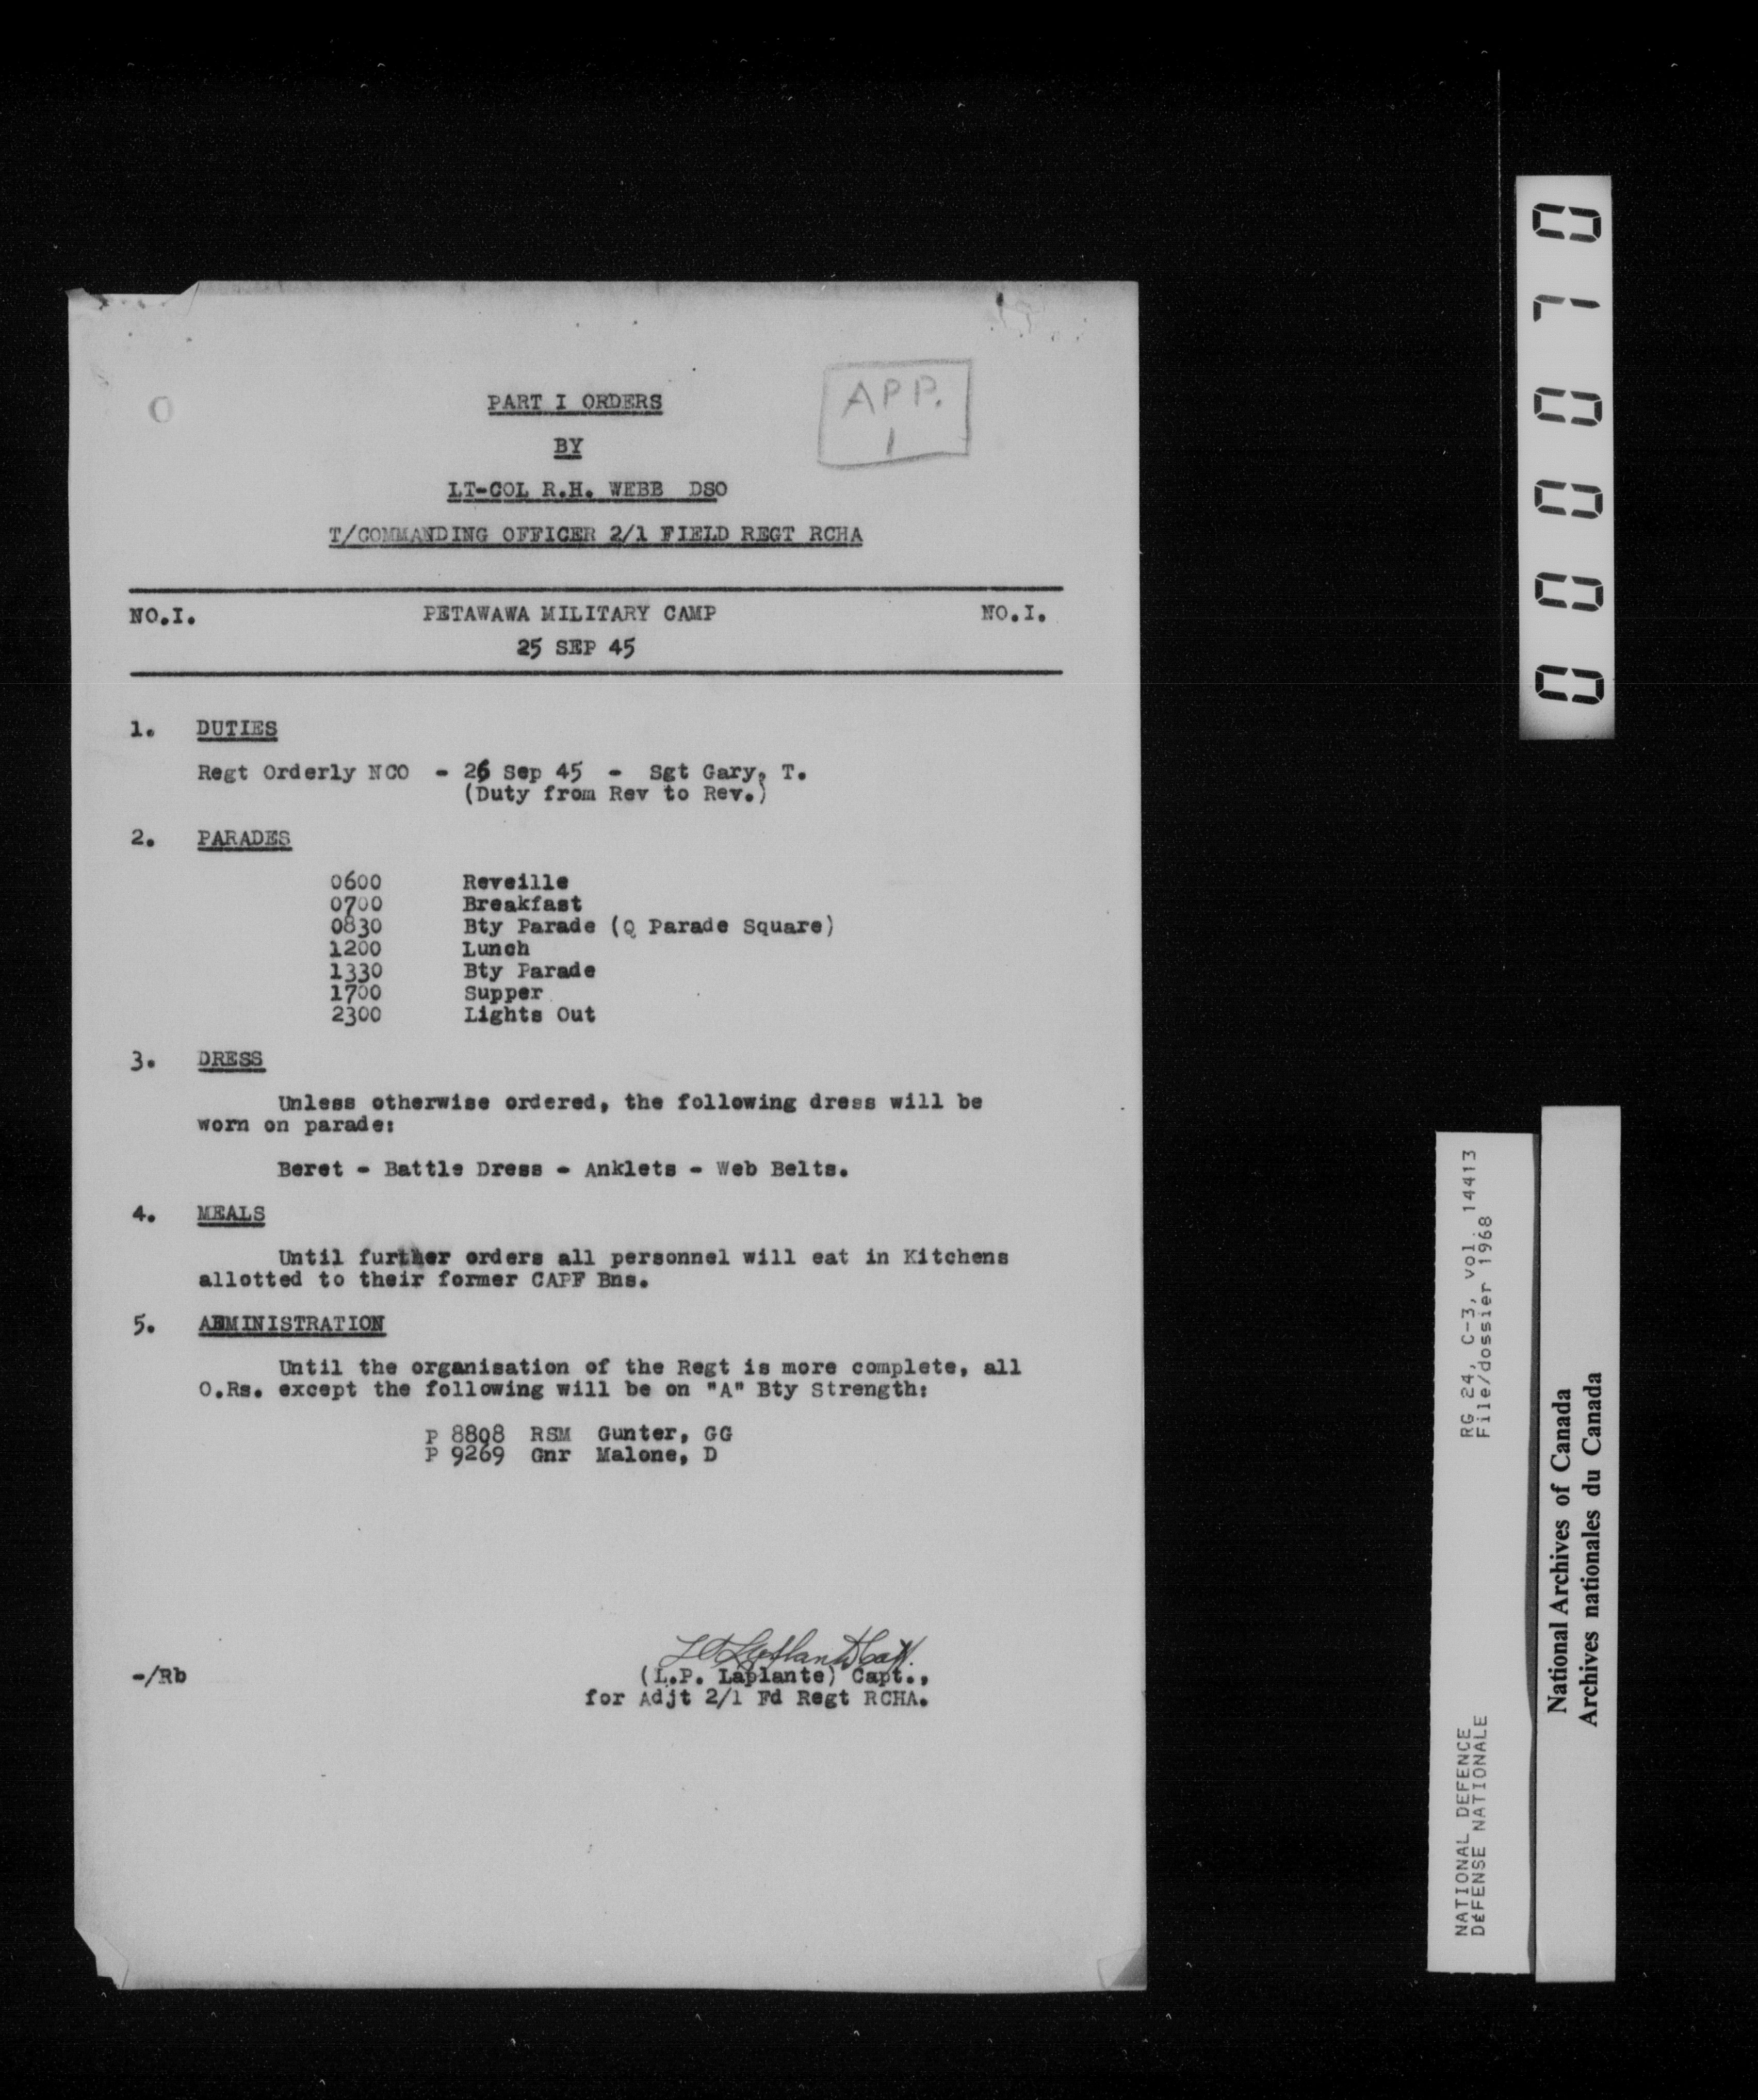 PART I ORDERS
APP.
1
BY
LT-COL R.H. WEBB DSO
T/COMMANDING OFFICER 2/1 FIELD REGT RCHA
NO.I. PETAWAWA MILITARY CAMP NO.I.
25 SEP 45
1. DUTIES
Regt Orderly NCO - 26 Sep 45 - Sgt Gary, T.
(Duty from Rev to Rev.)
2. PARADES
0600 Reveille
0700 Breakfast
0830 Bty Parade (Q Parade Square)
1200 Lunch
1330 Bty Parade
1700 Supper
2300 Lights Out
3. DRESS
Unless otherwise ordered, the following dress will be
worn on parade:
Beret - Battle Dress - Anklets - Web Belts.
4. MEALS
Until further orders all personnel will eat in Kitchens
allotted to their former CAPF Bns.
5. ADMINISTRATION
Until the organisation of the Regt is more complete, all
O.Rs. except the following will be on "A" Bty Strength:
P 8808 RSM Gunter, GG
P 9269 Gnr Malone, D
-/Rb (L.P. Laplante) Capt.,
for Adjt 2/1 Fd Regt RCHA.
000070
RG 24, C-3, vol. 14413
File/dossier 1968
NATIONAL DEFENCE
DÉFENSE NATIONALE
National Archives of Canada
Archives nationales du Canada